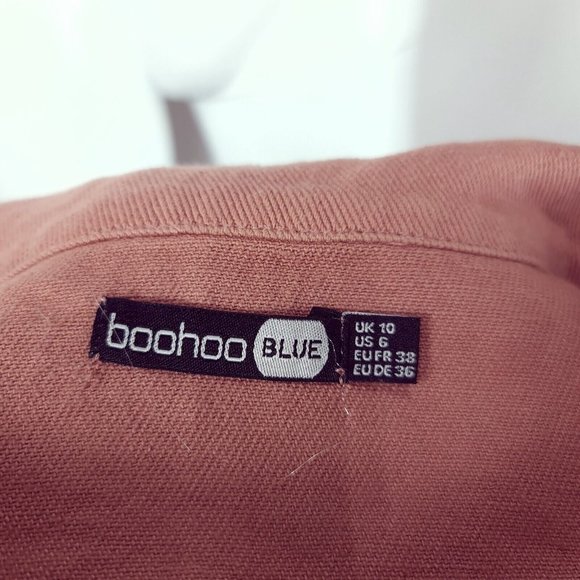 boohoo BLUE
UK 10
US 6
EU FR 38
EU DE 36